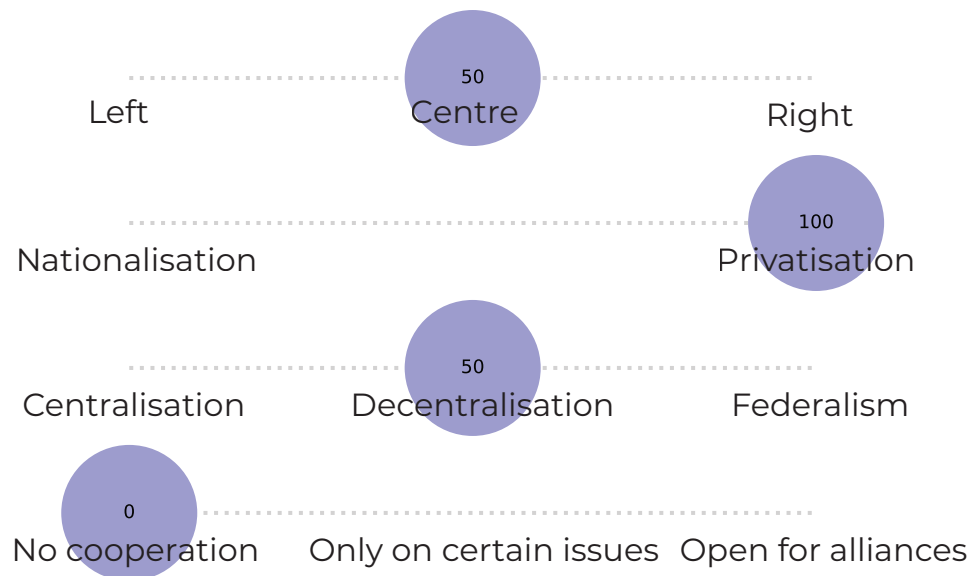 50
Left Centre Right
100
Nationalisation Privatisation
50
Centralisation Decentralisation Federalism
0
No cooperation Only on certain issues Open for alliances